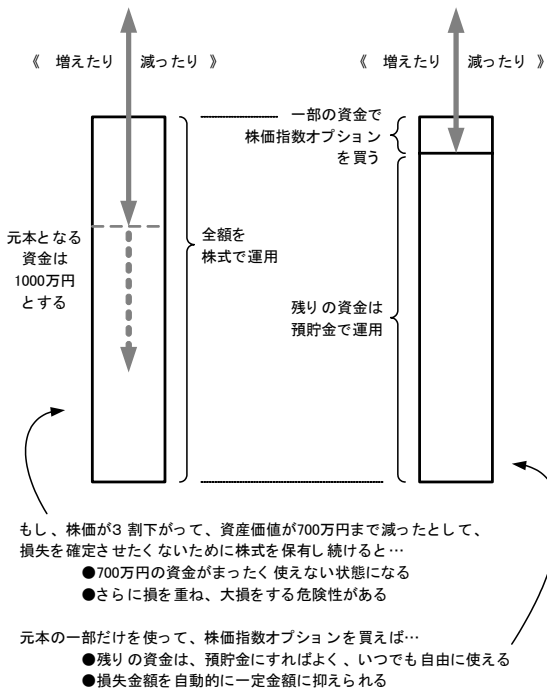 《 増えたり 減ったり 》
《 増えたり 減ったり 》
一部の資金で
株価指数オプション
を買う
元本となる
資金は
1000万円
とする
全額を
株式で運用
残りの資金は
預貯金で運用
もし、株価が3割下がって、資産価値が700万円まで減ったとして、
損失を確定させたくないために株式を保有し続けると…
●700万円の資金がまったく使えない状態になる
●さらに損を重ね、大損をする危険性がある
元本の一部だけを使って、株価指数オプションを買えば…
●残りの資金は、預貯金にすればよく、いつでも自由に使える
●損失金額を自動的に一定金額に抑えられる